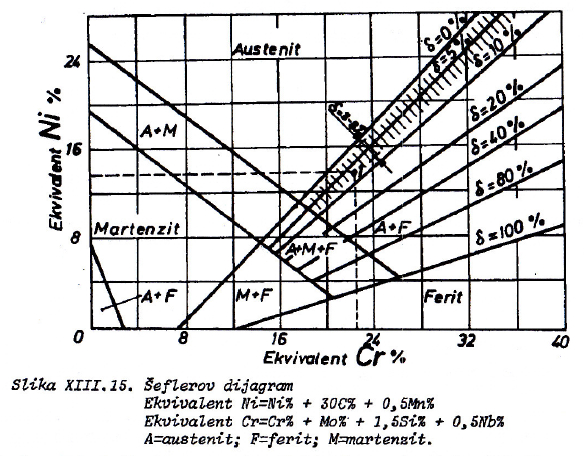 Ekvivalent Ni %
24
16
8
0
Austenit
A+M
Martenzit
A+F
M+F
A+M+F
A+F
Ferit
δ=0%
δ=5%
δ=10%
δ=20%
δ=40%
δ=80%
δ=100%
0 8 16 24 32 40
Ekvivalent Cr %
Slika XIII.15. Šeflerov dijagram
Ekvivalent Ni=Ni% + 30C% + 0,5Mn%
Ekvivalent Cr=Cr% + Mo% + 1,5Si% + 0,5Nb%
A=austenit; F=ferit; M=martenzit.